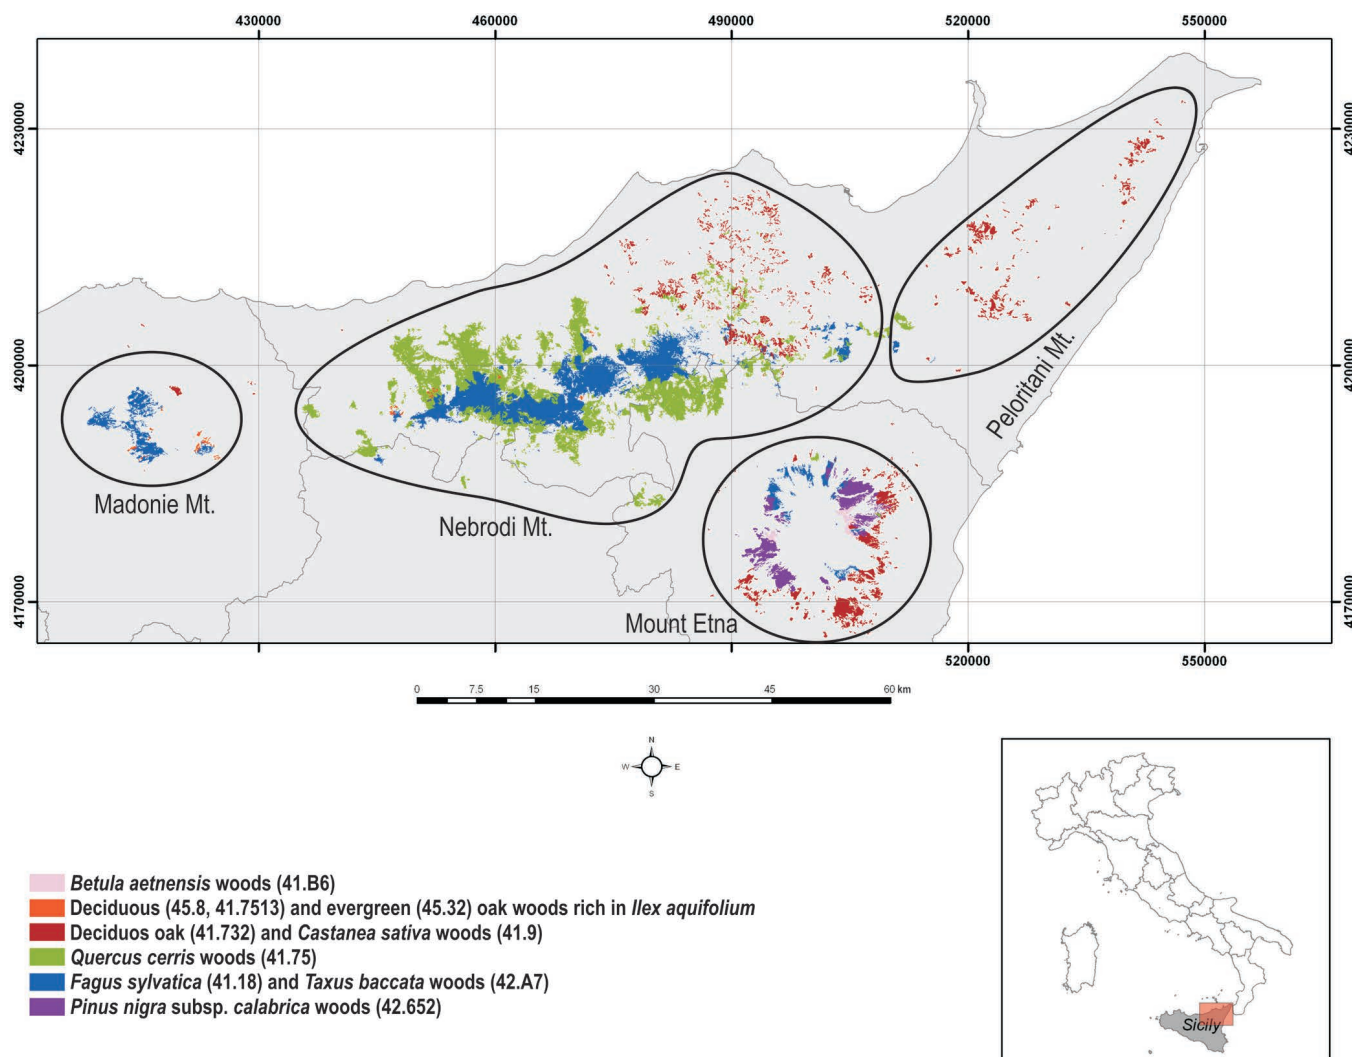 430000 460000 490000 520000 550000
4230000 4230000
4200000 4200000
4170000 4170000
Peloritani Mt.
Madonie Mt.
Nebrodi Mt.
Mount Etna
520000 550000
0 7.5 15 30 45 60 km
N
W E
S
Betula aetnensis woods (41.B6)
Deciduous (45.8, 41.7513) and evergreen (45.32) oak woods rich in Ilex aquifolium
Deciduos oak (41.732) and Castanea sativa woods (41.9)
Quercus cerris woods (41.75)
Fagus sylvatica (41.18) and Taxus baccata woods (42.A7)
Pinus nigra subsp. calabrica woods (42.652)
Sicily